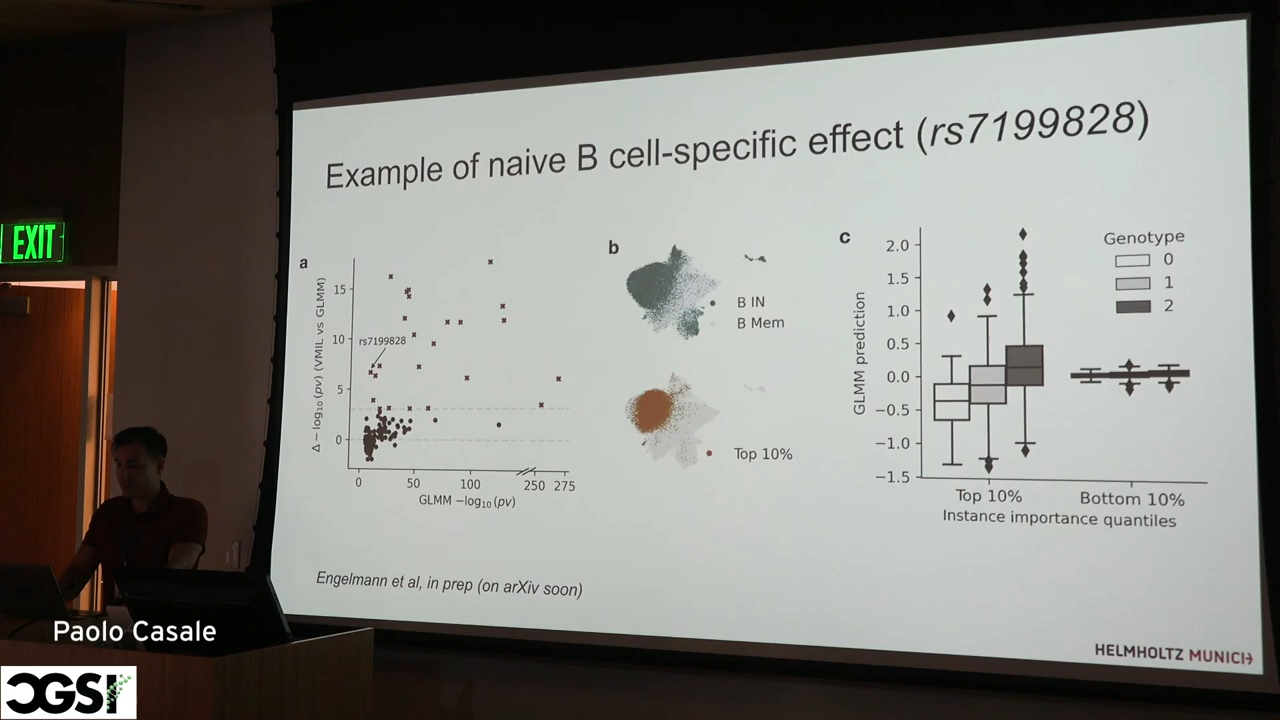 Example of naive B cell-specific effect (rs7199828)
a
Δ − log₁₀(pv) (VMIL vs GLMM)
15
10
5
0
rs7199828
0
50
100
250
275
GLMM −log₁₀(pv)
b
B IN
B Mem
Top 10%
c
GLMM prediction
2.0
1.5
1.0
0.5
0.0
−0.5
−1.0
−1.5
Genotype
0
1
2
Top 10%
Bottom 10%
Instance importance quantiles
Engelmann et al, in prep (on arXiv soon)
HELMHOLTZ MUNICH
EXIT
Paolo Casale
CGSI